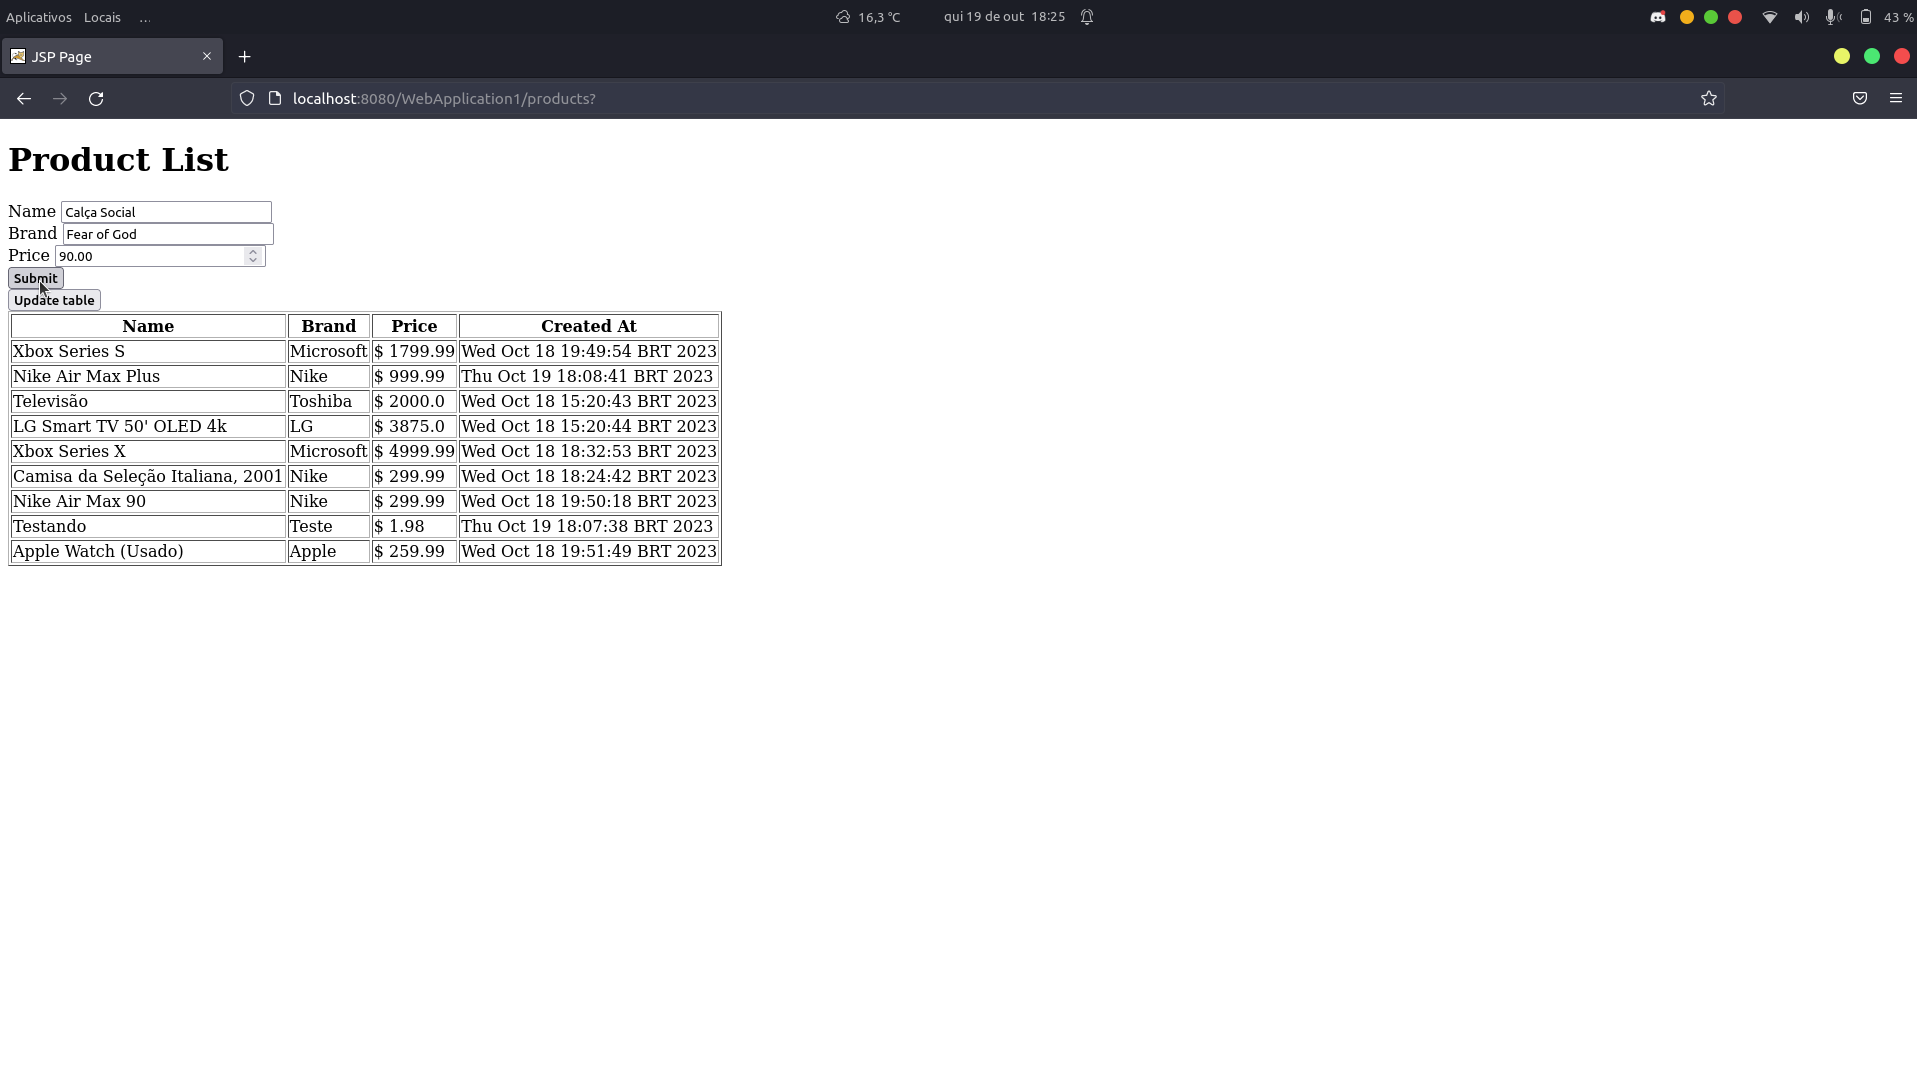 Aplicativos Locais ... 16,3 °C qui 19 de out 18:25 43 %
JSP Page
localhost:8080/WebApplication1/products?
Product List
Name Calça Social
Brand Fear of God
Price 90.00
Submit
Update table
Name Brand Price Created At
Xbox Series S Microsoft $ 1799.99 Wed Oct 18 19:49:54 BRT 2023
Nike Air Max Plus Nike $ 999.99 Thu Oct 19 18:08:41 BRT 2023
Televisão Toshiba $ 2000.0 Wed Oct 18 15:20:43 BRT 2023
LG Smart TV 50' OLED 4k LG $ 3875.0 Wed Oct 18 15:20:44 BRT 2023
Xbox Series X Microsoft $ 4999.99 Wed Oct 18 18:32:53 BRT 2023
Camisa da Seleção Italiana, 2001 Nike $ 299.99 Wed Oct 18 18:24:42 BRT 2023
Nike Air Max 90 Nike $ 299.99 Wed Oct 18 19:50:18 BRT 2023
Testando Teste $ 1.98 Thu Oct 19 18:07:38 BRT 2023
Apple Watch (Usado) Apple $ 259.99 Wed Oct 18 19:51:49 BRT 2023